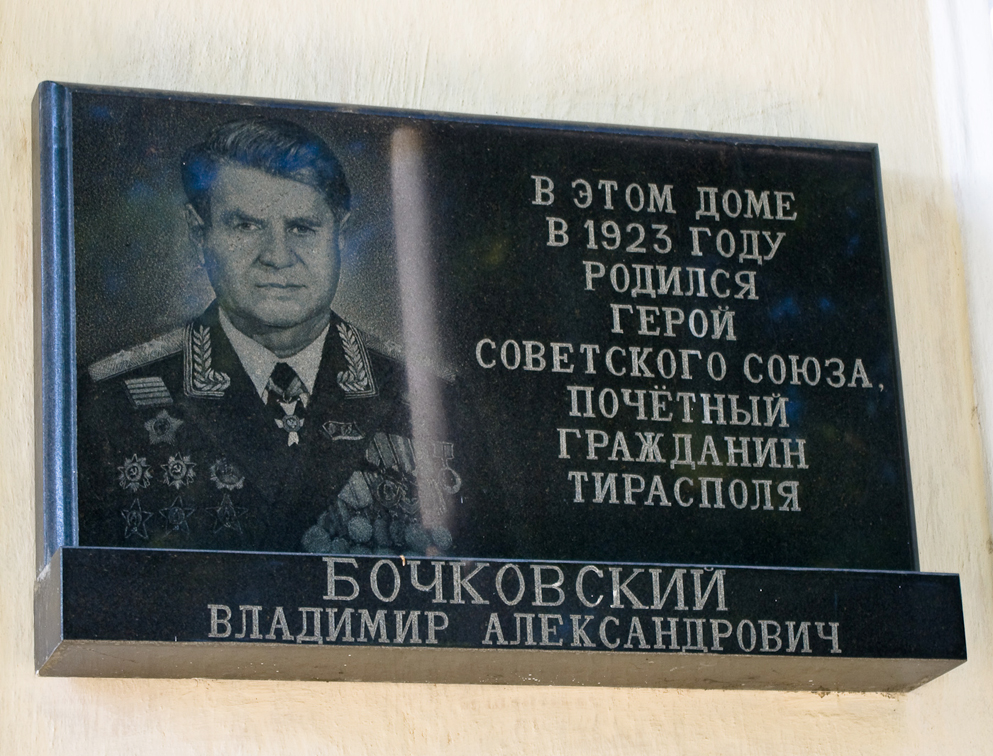 В ЭТОМ ДОМЕ
В 1923 ГОДУ
РОДИЛСЯ
ГЕРОЙ
СОВЕТСКОГО СОЮЗА,
ПОЧЁТНЫЙ
ГРАЖДАНИН
ТИРАСПОЛЯ
БОЧКОВСКИЙ
ВЛАДИМИР АЛЕКСАНДРОВИЧ